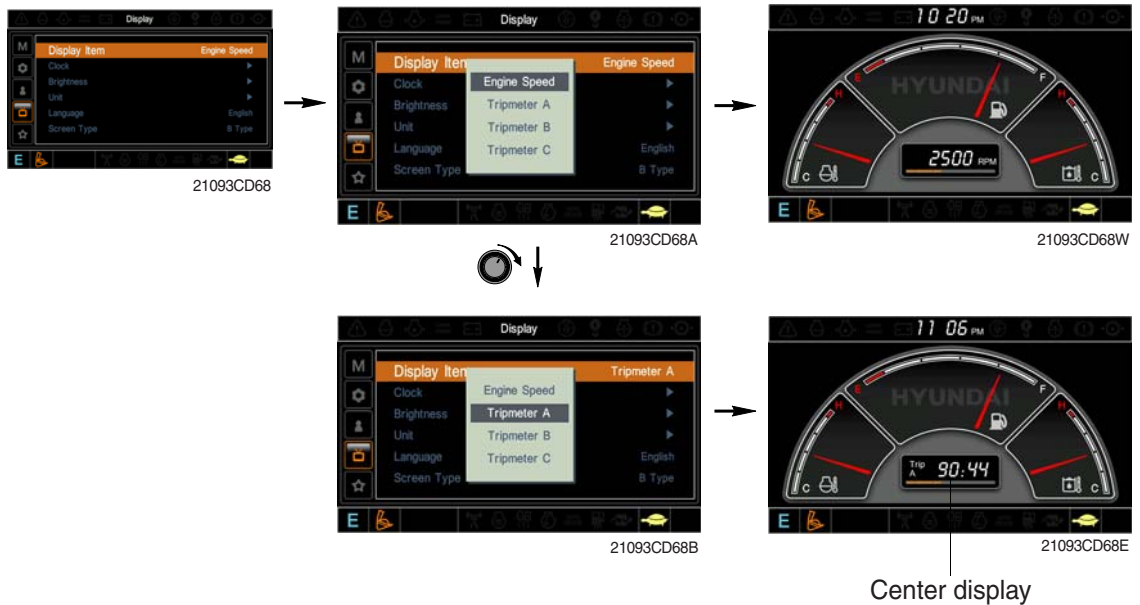 Display
M
Display Item Engine Speed
Clock
Brightness
Unit
Language English
Screen Type B Type
E
21093CD68
Display
M
Display Item Engine Speed
Clock
Brightness
Unit
Language English
Screen Type B Type
Engine Speed
Tripmeter A
Tripmeter B
Tripmeter C
E
21093CD68A
10 20 PM
HYUNDAI
E F
H H
C C
2500 RPM
E
21093CD68W
Display
M
Display Item Tripmeter A
Clock
Brightness
Unit
Language English
Screen Type B Type
Engine Speed
Tripmeter A
Tripmeter B
Tripmeter C
E
21093CD68B
11 06 PM
HYUNDAI
E F
H H
C C
Trip
A 90:44
E
21093CD68E
Center display